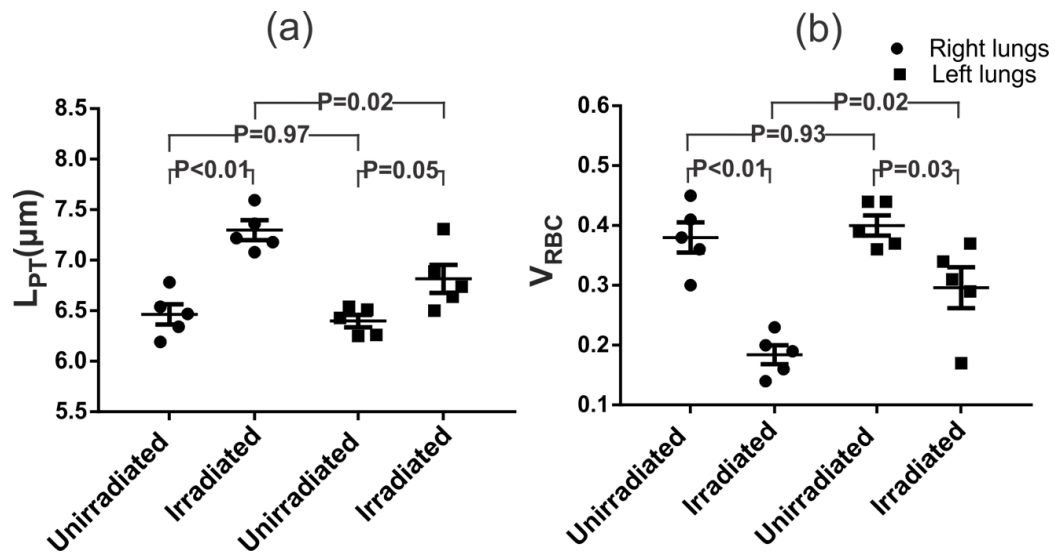 (a)
8.5
8.0
7.5
7.0
6.5
6.0
5.5
L_PT(µm)
P=0.02
P=0.97
P<0.01
P=0.05
Unirradiated
Irradiated
Unirradiated
Irradiated
(b)
Right lungs
Left lungs
0.6
0.5
0.4
0.3
0.2
0.1
V_RBC
P=0.02
P=0.93
P<0.01
P=0.03
Unirradiated
Irradiated
Unirradiated
Irradiated